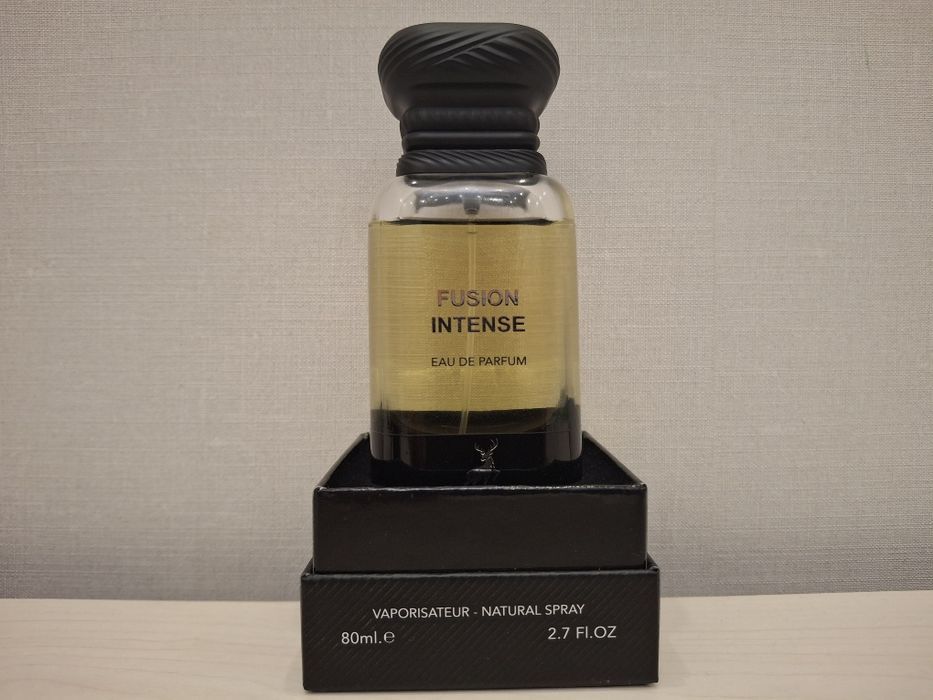 FUSION
INTENSE
EAU DE PARFUM
VAPORISATEUR - NATURAL SPRAY
80ml.℮
2.7 Fl.OZ